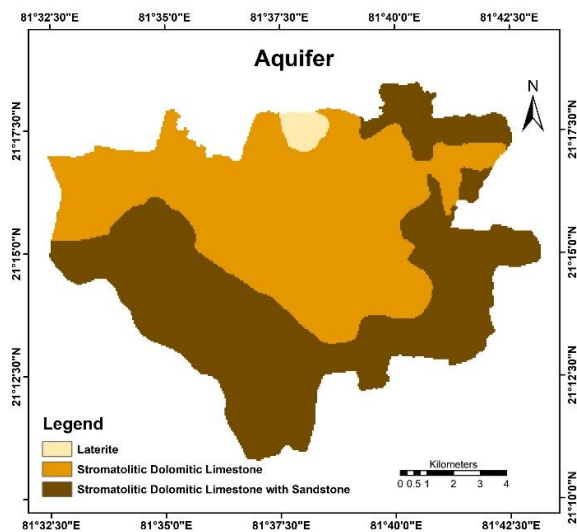 81°32'30"E 81°35'0"E 81°37'30"E 81°40'0"E 81°42'30"E
Aquifer
N
21°17'30"N 21°17'30"N
21°15'0"N 21°15'0"N
21°12'30"N 21°12'30"N
21°10'0"N
Legend
Laterite
Stromatolitic Dolomitic Limestone
Stromatolitic Dolomitic Limestone with Sandstone
Kilometers
0 0.5 1 2 3 4
81°32'30"E 81°35'0"E 81°37'30"E 81°40'0"E 81°42'30"E